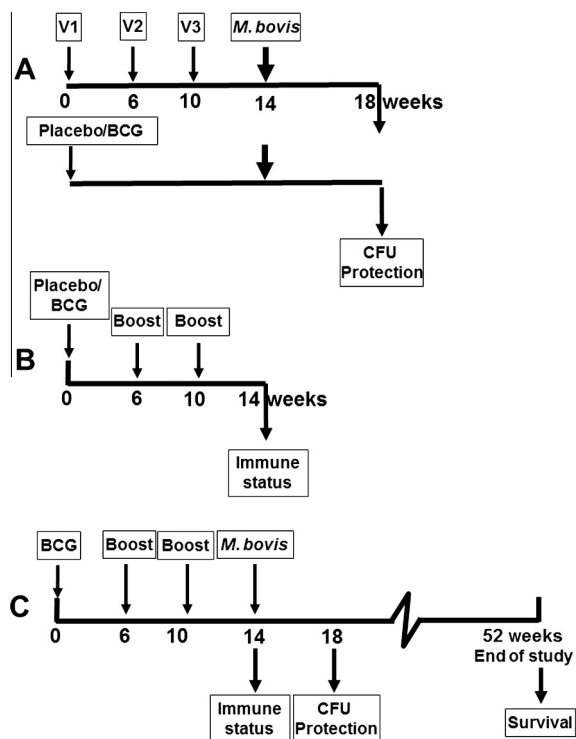 V1 V2 V3 M. bovis
A
0 6 10 14 18 weeks
Placebo/BCG
CFU
Protection
Placebo/
BCG
Boost Boost
B
0 6 10 14 weeks
Immune
status
BCG Boost Boost M. bovis
C
0 6 10 14 18 52 weeks
End of study
Immune
status
CFU
Protection
Survival